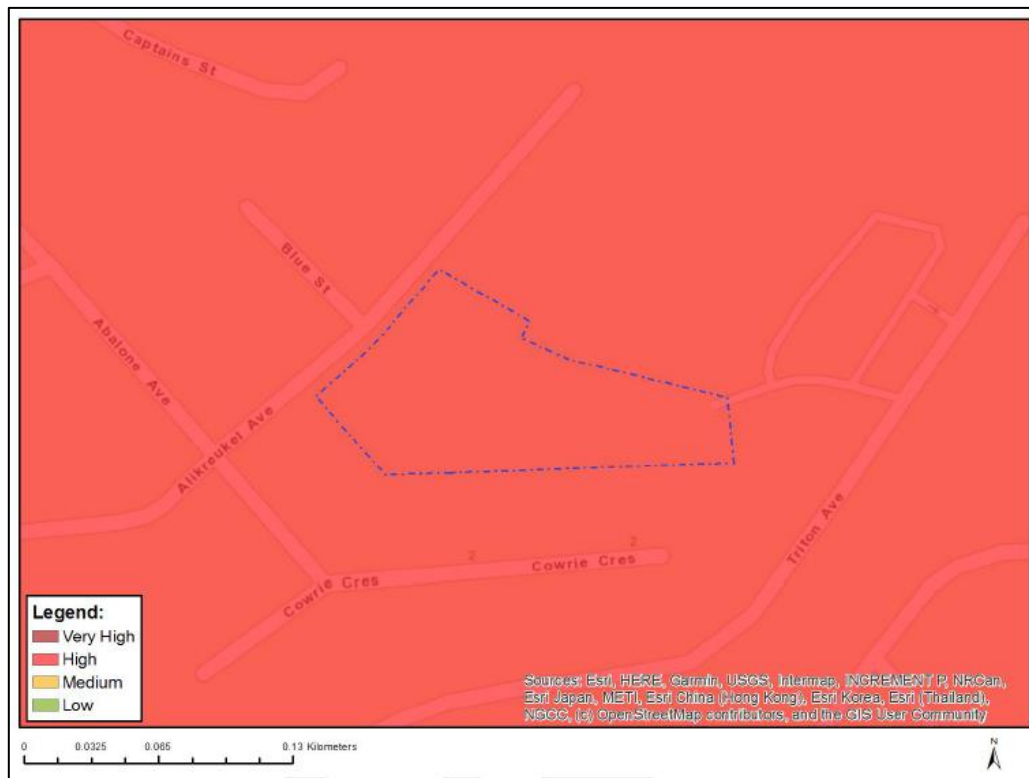 Captains St
Blue St
Abalone Ave
Alikreukel Ave
2
2
Cowrie Cres
Cowrie Cres
Triton Ave
Legend:
Very High
High
Medium
Low
Sources: Esri, HERE, Garmin, USGS, Intermap, INCREMENT P, NRCan,
Esri Japan, METI, Esri China (Hong Kong), Esri Korea, Esri (Thailand),
NGCC, (c) OpenStreetMap contributors, and the GIS User Community
0 0.0325 0.065 0.13 Kilometers
N